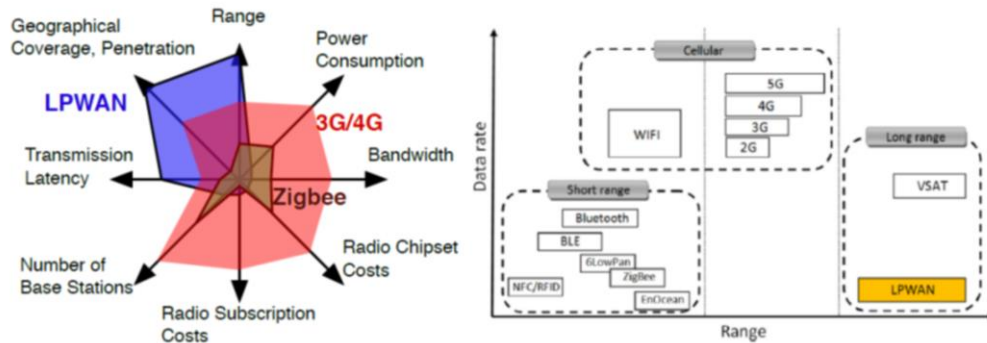 Range
Geographical
Coverage, Penetration
Power
Consumption
LPWAN
3G/4G
Transmission
Latency
Bandwidth
Zigbee
Number of
Base Stations
Radio Chipset
Costs
Radio Subscription
Costs
Data rate
Cellular
5G
4G
3G
2G
WIFI
Long range
VSAT
LPWAN
Short range
Bluetooth
BLE
6LowPan
ZigBee
NFC/RFID
EnOcean
Range